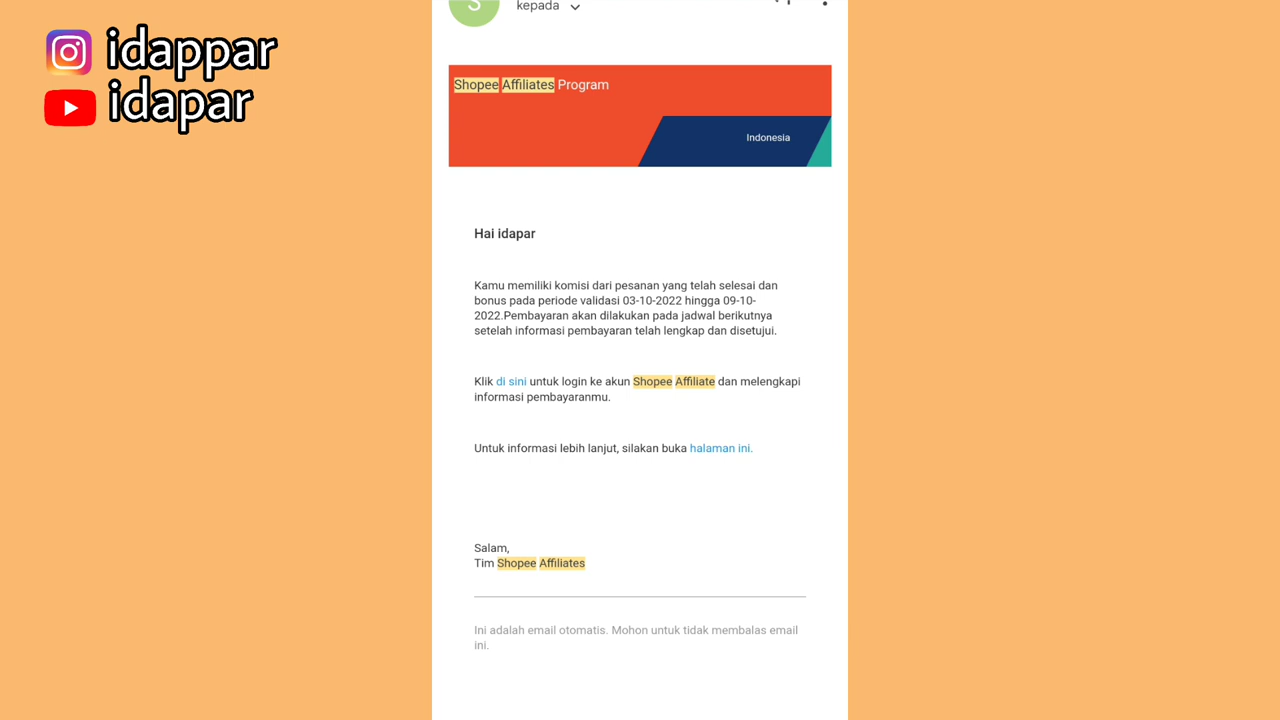 idappar
idapar
S
kepada
Shopee Affiliates Program
Indonesia
Hai idapar
Kamu memiliki komisi dari pesanan yang telah selesai dan
bonus pada periode validasi 03-10-2022 hingga 09-10-
2022.Pembayaran akan dilakukan pada jadwal berikutnya
setelah informasi pembayaran telah lengkap dan disetujui.
Klik di sini untuk login ke akun Shopee Affiliate dan melengkapi
informasi pembayaranmu.
Untuk informasi lebih lanjut, silakan buka halaman ini.
Salam,
Tim Shopee Affiliates
Ini adalah email otomatis. Mohon untuk tidak membalas email
ini.